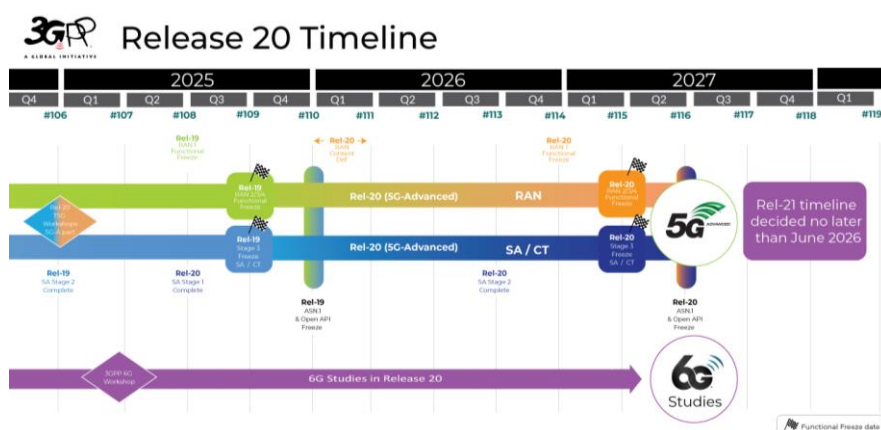 3GPP
A GLOBAL INITIATIVE
Release 20 Timeline
2025 2026 2027
Q4 Q1 Q2 Q3 Q4 Q1 Q2 Q3 Q4 Q1 Q2 Q3 Q4 Q1
#106 #107 #108 #109 #110 #111 #112 #113 #114 #115 #116 #117 #118 #119
Rel-19
RAN 1
Functional
Freeze
Rel-20
RAN
Content
Def
Rel-20
RAN 1
Functional
Freeze
Rel-20
TSG
Workshops
5G-A part
Rel-19
RAN 2/3/4
Functional
Freeze
Rel-20 (5G-Advanced)
RAN
Rel-20
RAN 2/3/4
Functional
Freeze
Rel-19
Stage 3
Freeze
SA / CT
Rel-20 (5G-Advanced)
SA / CT
Rel-20
Stage 3
Freeze
SA / CT
5G
ADVANCED
Rel-21 timeline
decided no later
than June 2026
Rel-19
SA Stage 2
Complete
Rel-20
SA Stage 1
Complete
Rel-19
ASN.1
& Open API
Freeze
Rel-20
SA Stage 2
Complete
Rel-20
ASN.1
& Open API
Freeze
3GPP 6G
Workshop
6G Studies in Release 20
6G
Studies
Functional Freeze date